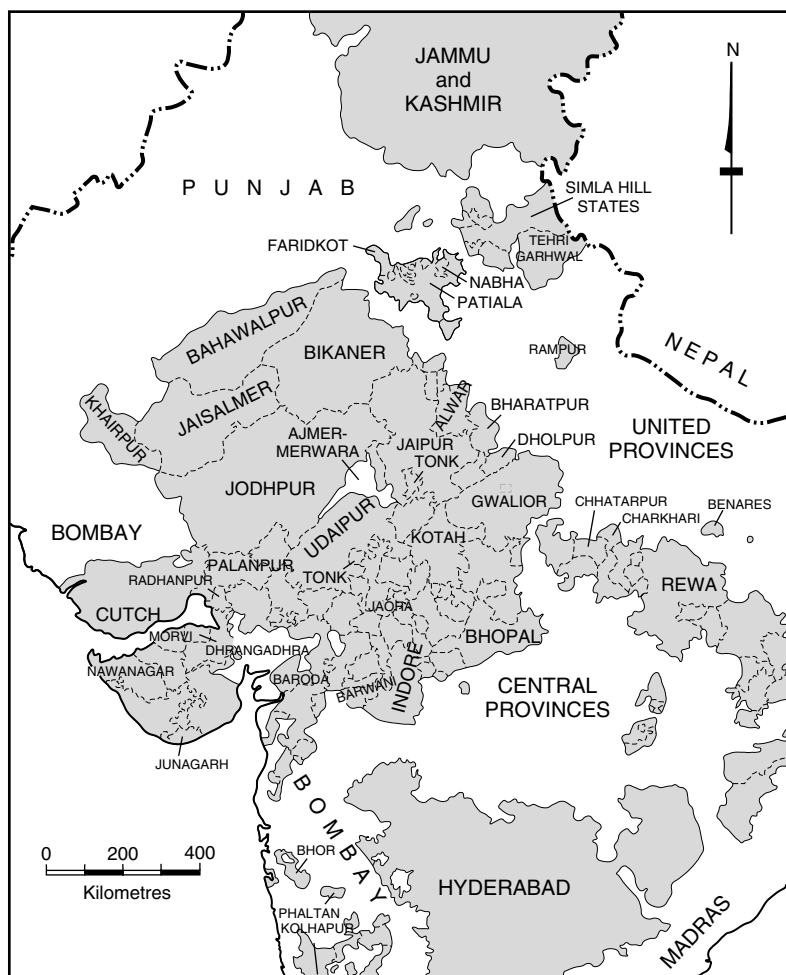 JAMMU
and
KASHMIR
N
PUNJAB
SIMLA HILL
STATES
FARIDKOT
TEHRI
GARHWAL
NABHA
PATIALA
BAHAWALPUR
BIKANER
RAMPUR
NEPAL
KHAIRPUR
JAISALMER
ALWAR
BHARATPUR
UNITED
PROVINCES
AJMER-
MERWARA
JAIPUR
TONK
DHOLPUR
JODHPUR
GWALIOR
CHHATARPUR
CHARKHARI
BENARES
BOMBAY
UDAIPUR
KOTAH
PALANPUR
RADHANPUR
TONK
REWA
CUTCH
JAORA
MORVI
DHRANGADHRA
BHOPAL
NAWANAGAR
BARODA
BARWANI
INDORE
CENTRAL
PROVINCES
JUNAGARH
BOMBAY
0 200 400
Kilometres
BHOR
HYDERABAD
PHALTAN
KOLHAPUR
MADRAS